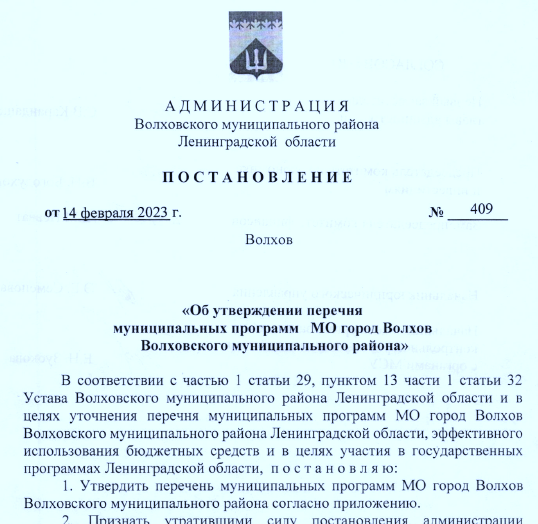 АДМИНИСТРАЦИЯ
Волховского муниципального района
Ленинградской области
ПОСТАНОВЛЕНИЕ
от 14 февраля 2023 г. № 409
Волхов
«Об утверждении перечня
муниципальных программ МО город Волхов
Волховского муниципального района»
В соответствии с частью 1 статьи 29, пунктом 13 части 1 статьи 32
Устава Волховского муниципального района Ленинградской области и в
целях уточнения перечня муниципальных программ МО город Волхов
Волховского муниципального района Ленинградской области, эффективного
использования бюджетных средств и в целях участия в государственных
программах Ленинградской области, п о с т а н о в л я ю:
1. Утвердить перечень муниципальных программ МО город Волхов
Волховского муниципального района согласно приложению.
2. Признать утратившими силу постановления администрации